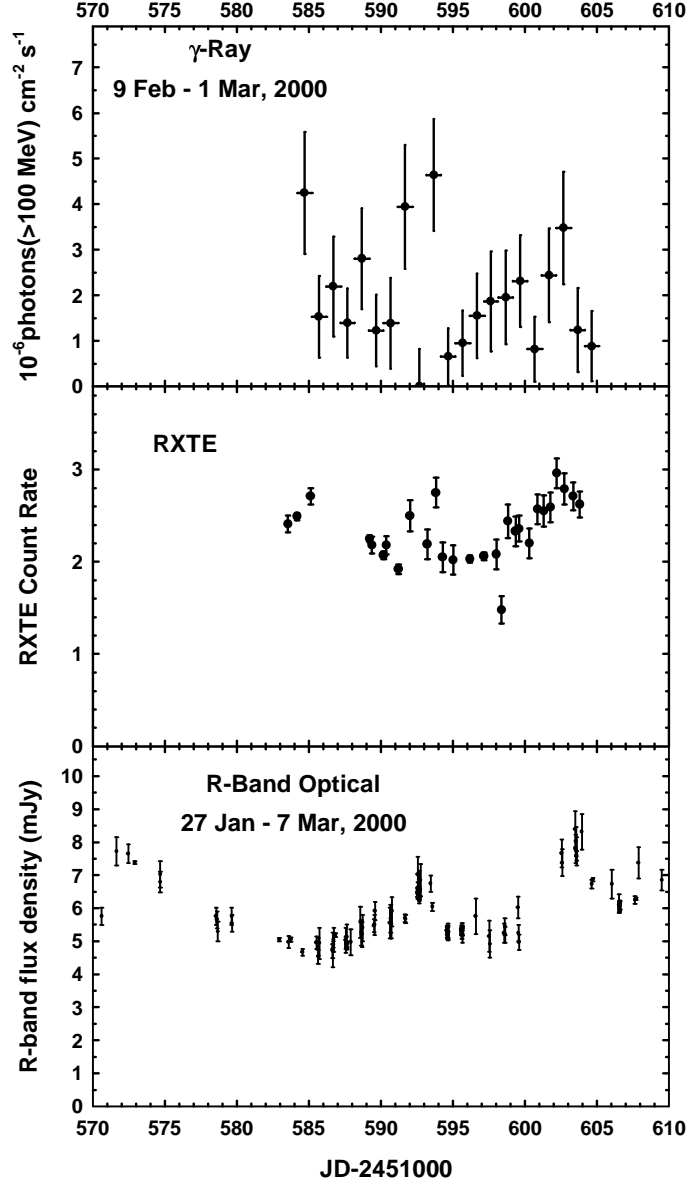 570 575 580 585 590 595 600 605 610
10⁻⁶photons(>100 MeV) cm⁻² s⁻¹
7
6
5
4
3
2
1
0
γ-Ray
9 Feb - 1 Mar, 2000
RXTE Count Rate
3
2
1
0
RXTE
R-band flux density (mJy)
10
9
8
7
6
5
4
3
2
1
0
R-Band Optical
27 Jan - 7 Mar, 2000
570 575 580 585 590 595 600 605 610
JD-2451000